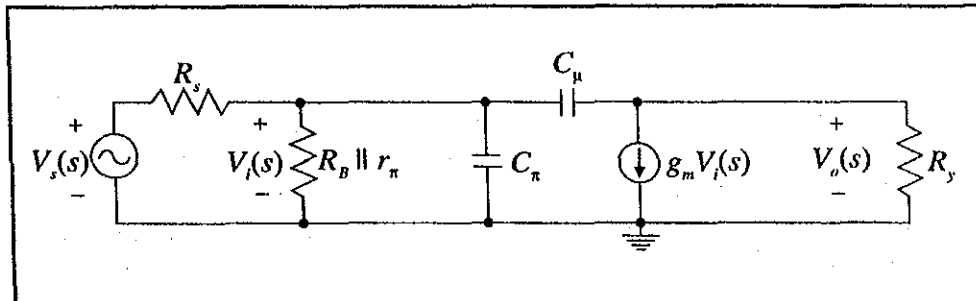 C_μ
R_s
+ + +
V_s(s) V_i(s) R_B || r_π C_π g_m V_i(s) V_o(s) R_y
− − −